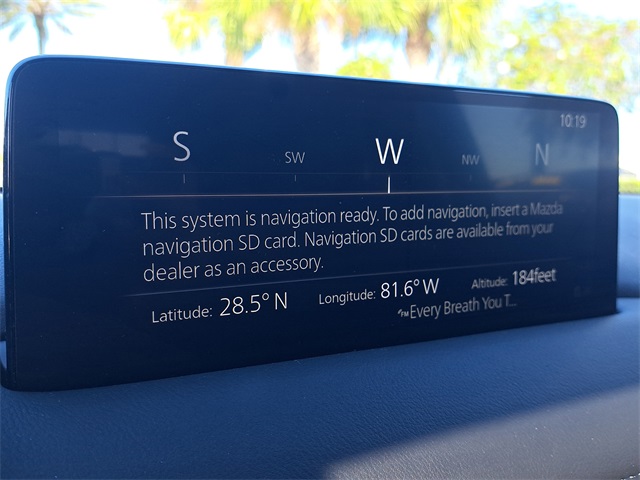 10:19
S SW W NW N
This system is navigation ready. To add navigation, insert a Mazda
navigation SD card. Navigation SD cards are available from your
dealer as an accessory.
Latitude: 28.5° N Longitude: 81.6° W Altitude: 184feet
Every Breath You T...